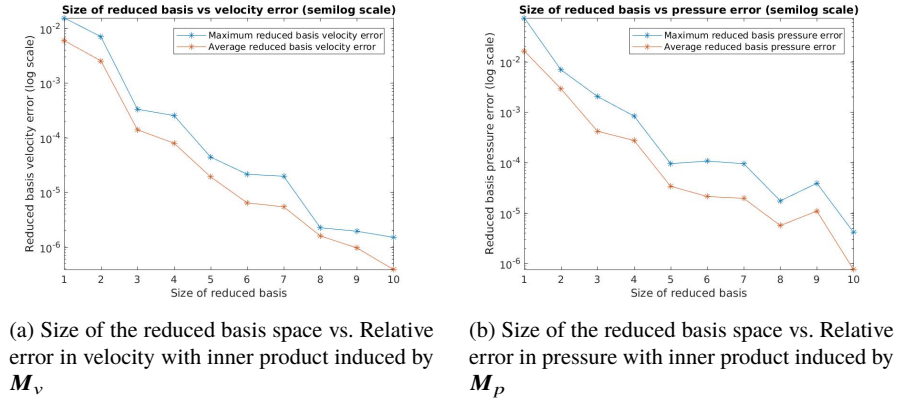 Size of reduced basis vs velocity error (semilog scale)
Maximum reduced basis velocity error
Average reduced basis velocity error
Reduced basis velocity error (log scale)
10^-2
10^-3
10^-4
10^-5
10^-6
1 2 3 4 5 6 7 8 9 10
Size of reduced basis
Size of reduced basis vs pressure error (semilog scale)
Maximum reduced basis pressure error
Average reduced basis pressure error
Reduced basis pressure error (log scale)
10^-2
10^-3
10^-4
10^-5
10^-6
1 2 3 4 5 6 7 8 9 10
Size of reduced basis
(a) Size of the reduced basis space vs. Relative
error in velocity with inner product induced by
M_v
(b) Size of the reduced basis space vs. Relative
error in pressure with inner product induced by
M_p